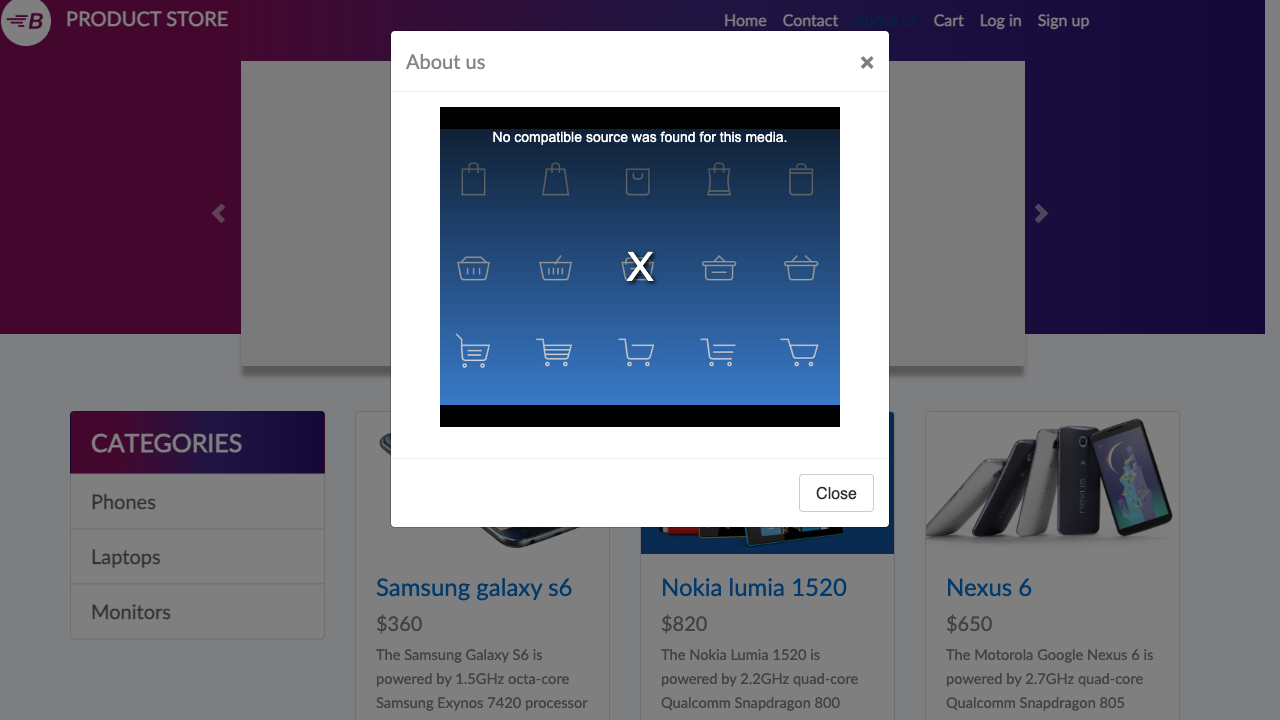 B PRODUCT STORE
Home Contact About us Cart Log in Sign up
About us
×
No compatible source was found for this media.
X
Close
CATEGORIES
Phones
Laptops
Monitors
Samsung galaxy s6
$360
The Samsung Galaxy S6 is
powered by 1.5GHz octa-core
Samsung Exynos 7420 processor
Nokia lumia 1520
$820
The Nokia Lumia 1520 is
powered by 2.2GHz quad-core
Qualcomm Snapdragon 800
nexus
Nexus 6
$650
The Motorola Google Nexus 6 is
powered by 2.7GHz quad-core
Qualcomm Snapdragon 805